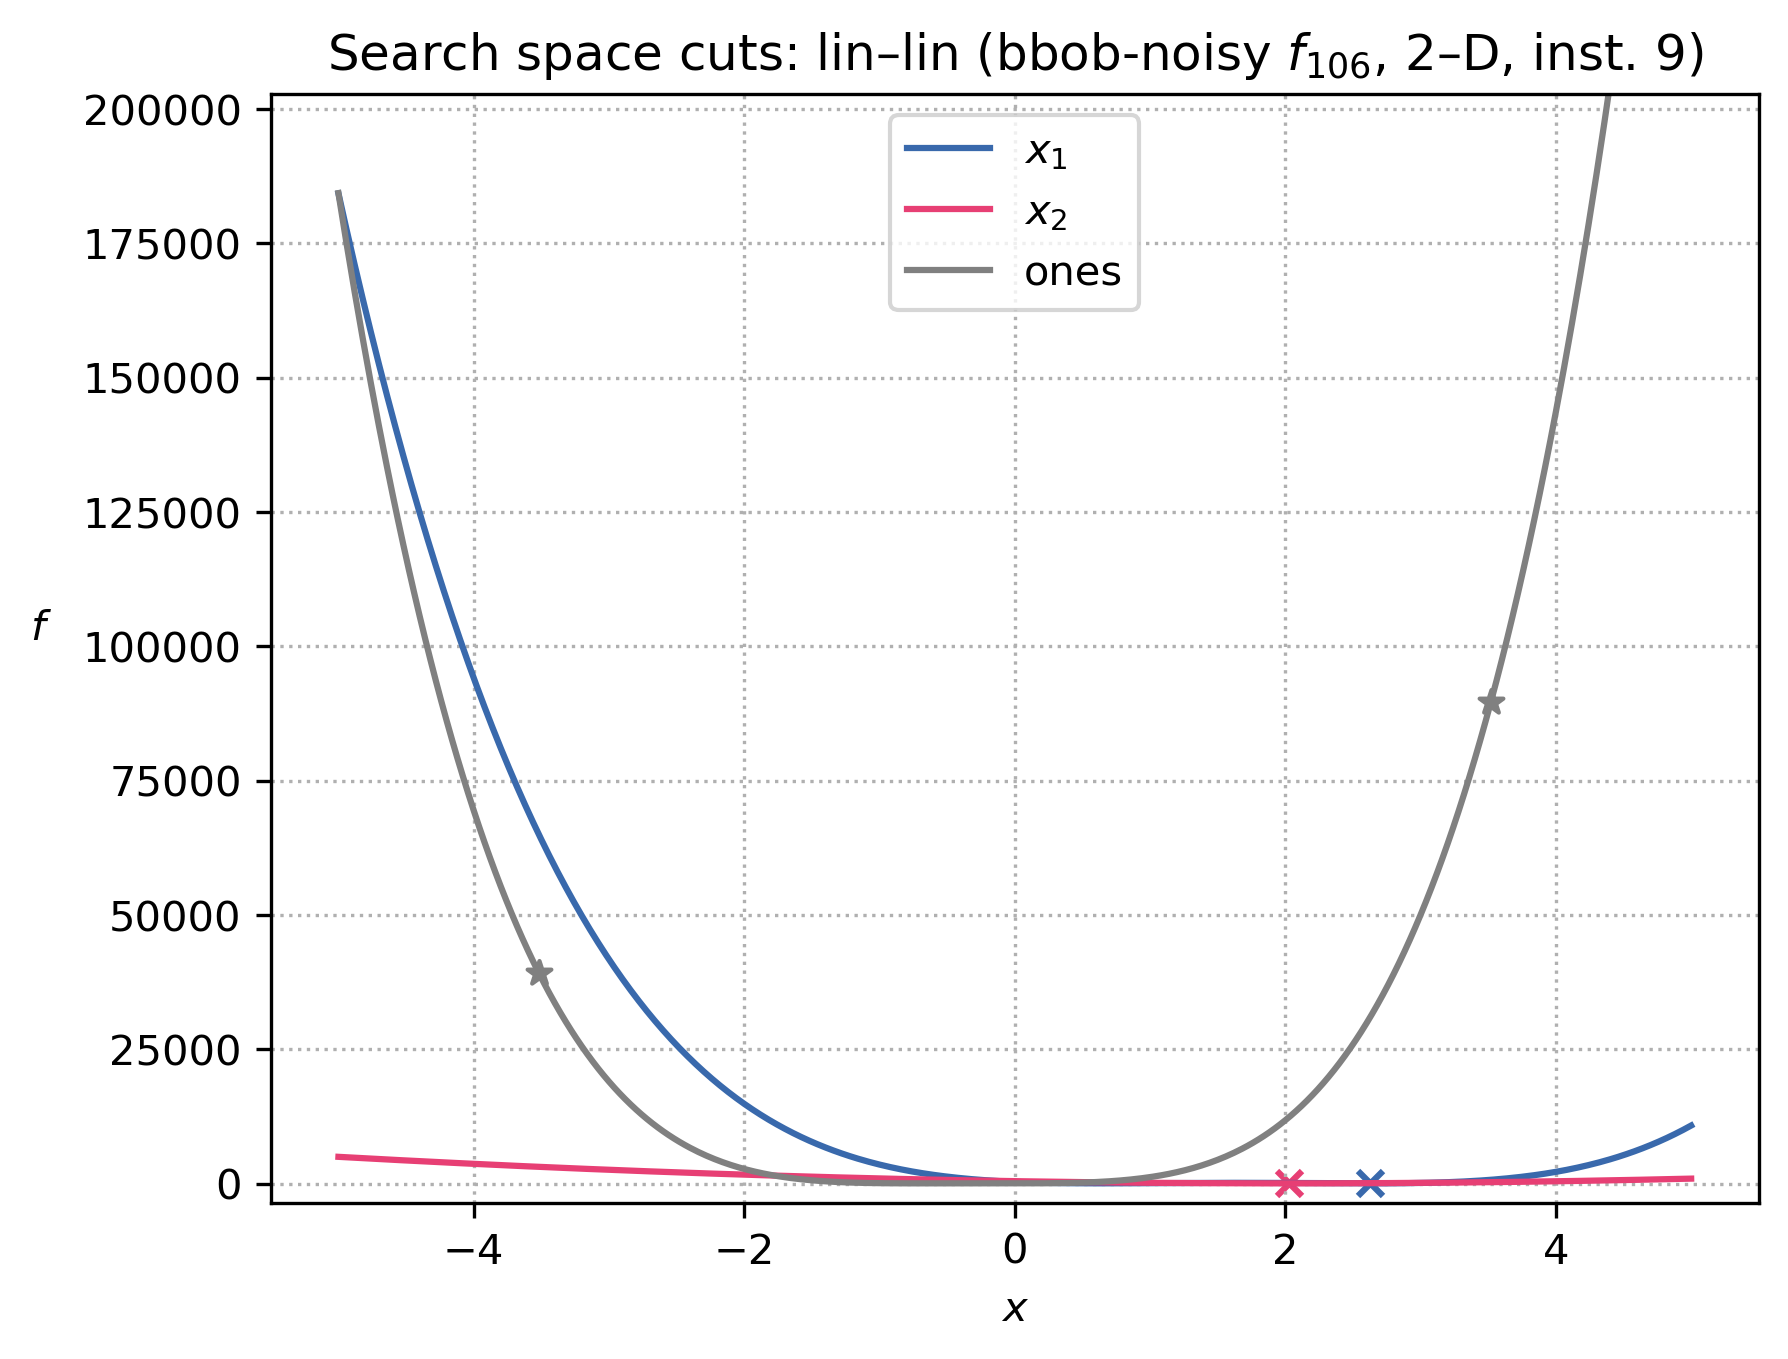 Search space cuts: lin–lin (bbob-noisy f₁₀₆, 2–D, inst. 9)
200000
175000
150000
125000
100000
75000
50000
25000
0
f
x₁
x₂
ones
−4
−2
0
2
4
x